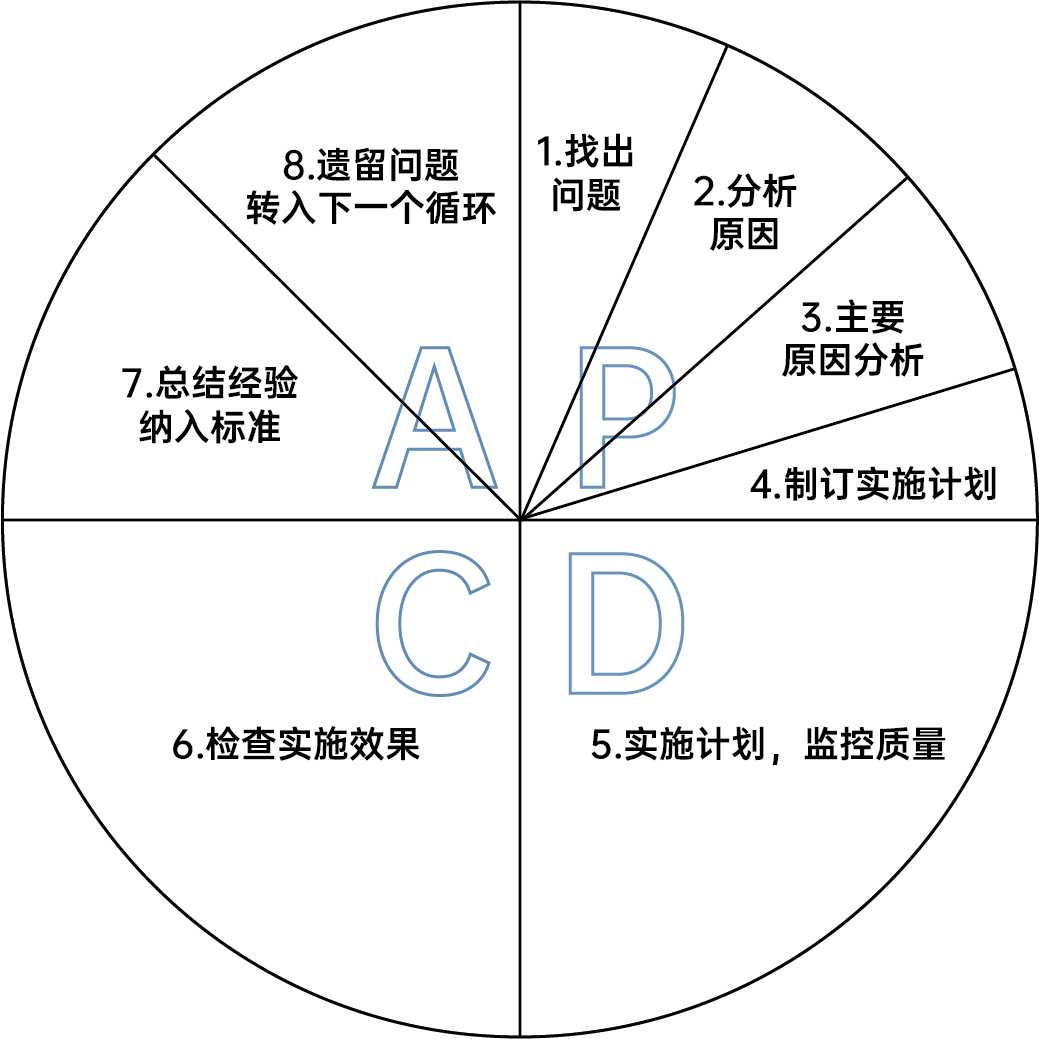 1.找出
问题
2.分析
原因
3.主要
原因分析
4.制订实施计划
5.实施计划，监控质量
6.检查实施效果
7.总结经验
纳入标准
8.遗留问题
转入下一个循环
A
P
C
D